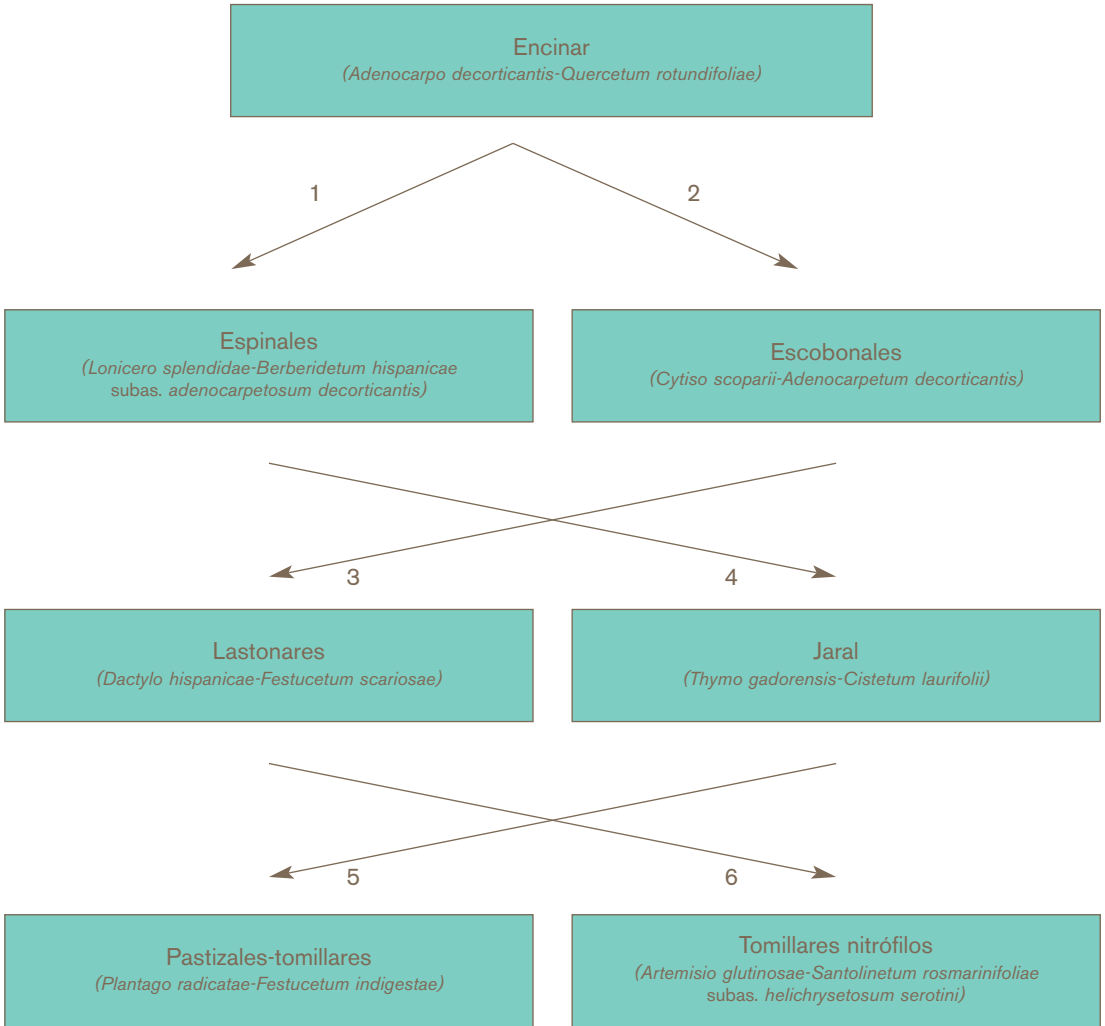 Encinar
(Adenocarpo decorticantis-Quercetum rotundifoliae)
1
2
Espinales
(Lonicero splendidae-Berberidetum hispanicae
subas. adenocarpetosum decorticantis)
Escobonales
(Cytiso scoparii-Adenocarpetum decorticantis)
3
4
Lastonares
(Dactylo hispanicae-Festucetum scariosae)
Jaral
(Thymo gadorensis-Cistetum laurifolii)
5
6
Pastizales-tomillares
(Plantago radicatae-Festucetum indigestae)
Tomillares nitrófilos
(Artemisio glutinosae-Santolinetum rosmarinifoliae
subas. helichrysetosum serotini)